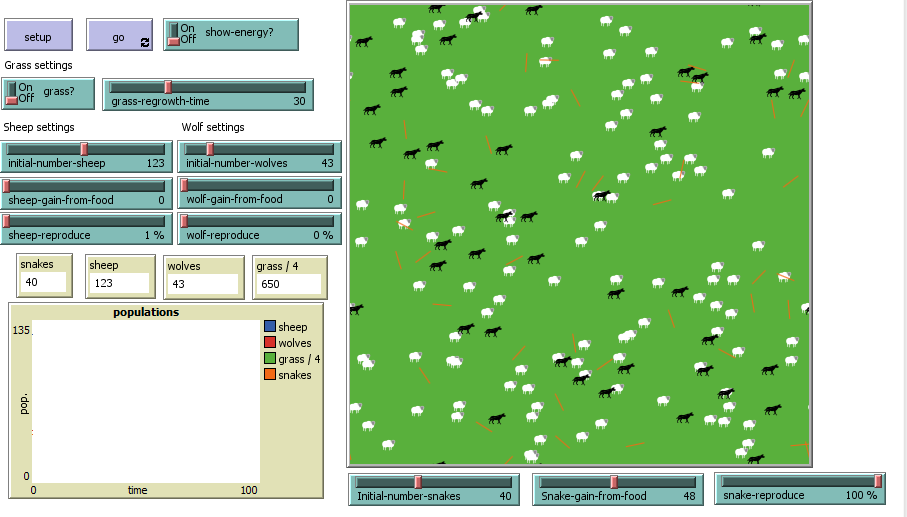 setup
go
On
Off
show-energy?
Grass settings
On
Off
grass?
grass-regrowth-time 30
Sheep settings
Wolf settings
initial-number-sheep 123
initial-number-wolves 43
sheep-gain-from-food 0
wolf-gain-from-food 0
sheep-reproduce 1 %
wolf-reproduce 0 %
snakes
40
sheep
123
wolves
43
grass / 4
650
populations
135
pop.
0
0
time
100
sheep
wolves
grass / 4
snakes
Initial-number-snakes 40
Snake-gain-from-food 48
snake-reproduce 100 %